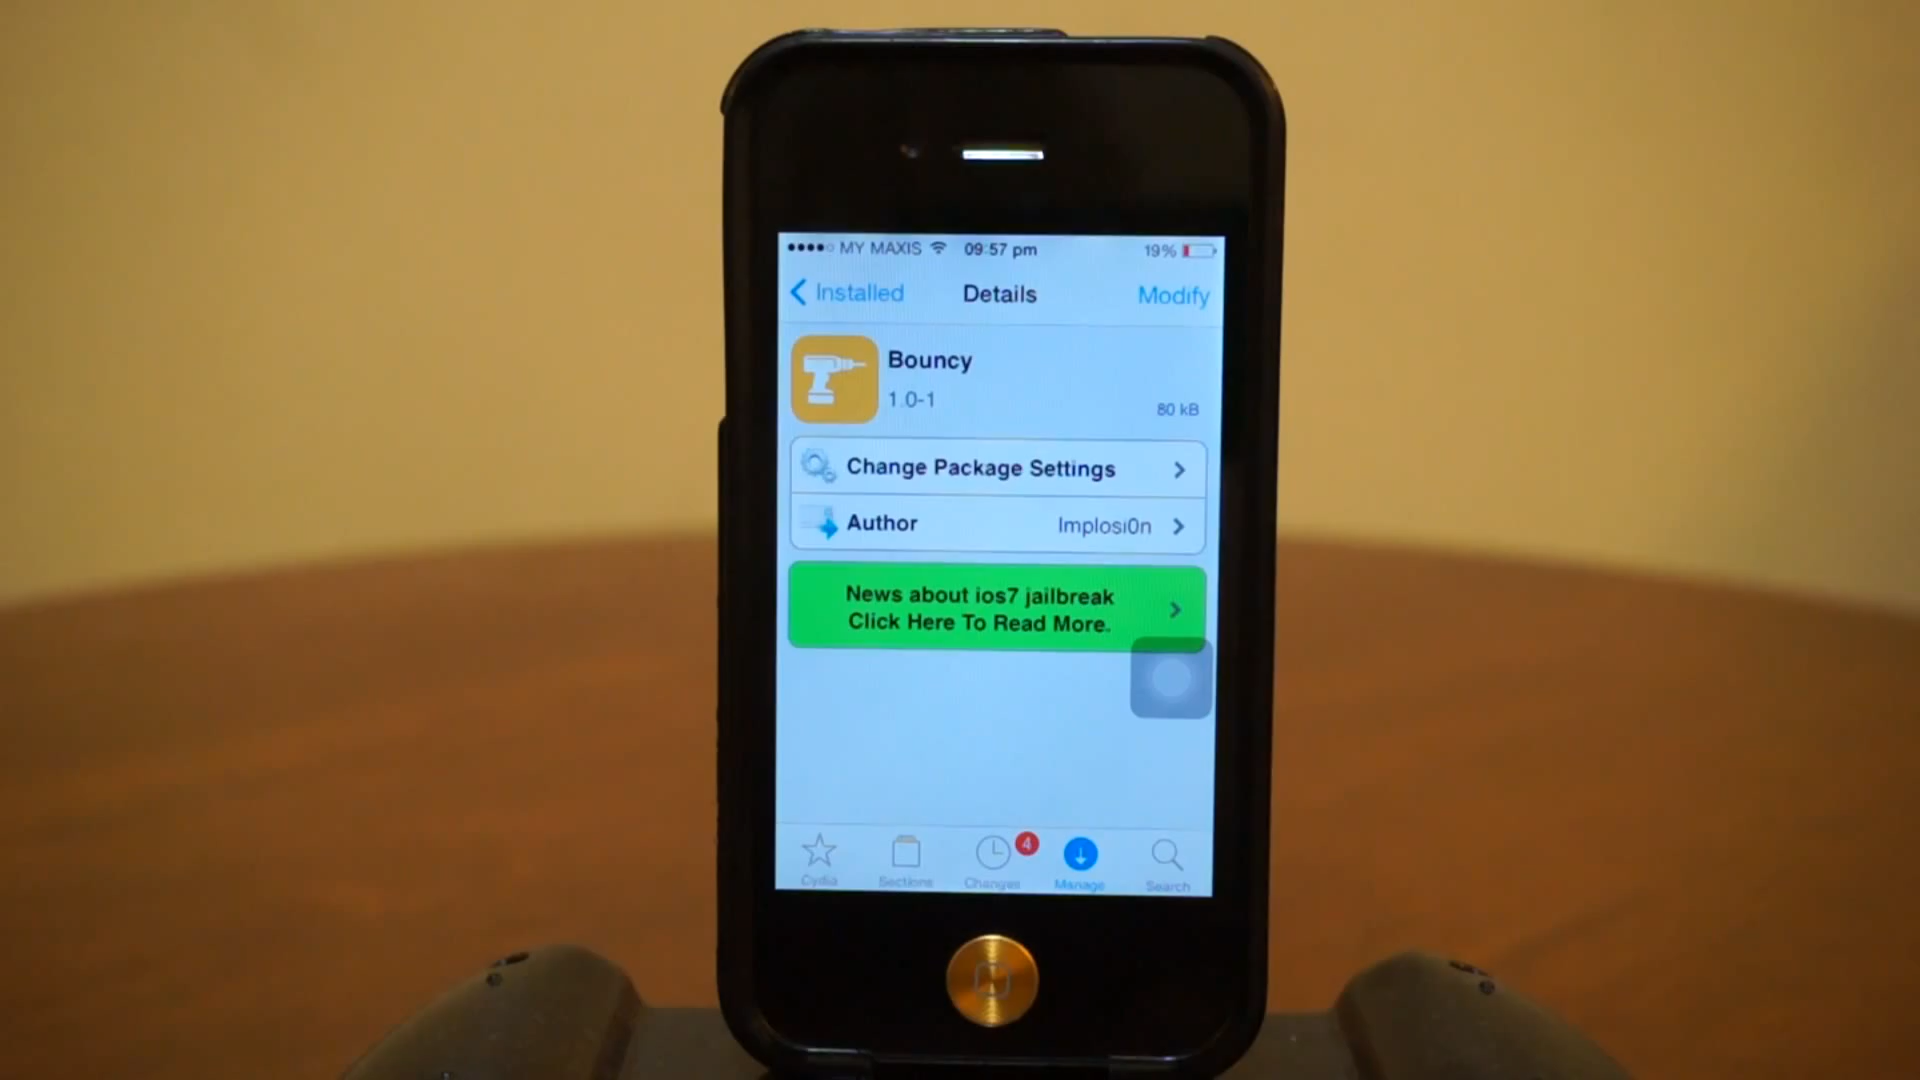 MY MAXIS 09:57 pm 19%
Installed Details Modify
Bouncy
1.0-1
80 kB
Change Package Settings
Author Implosi0n
News about ios7 jailbreak
Click Here To Read More.
4
Cydia Sections Changes Manage Search